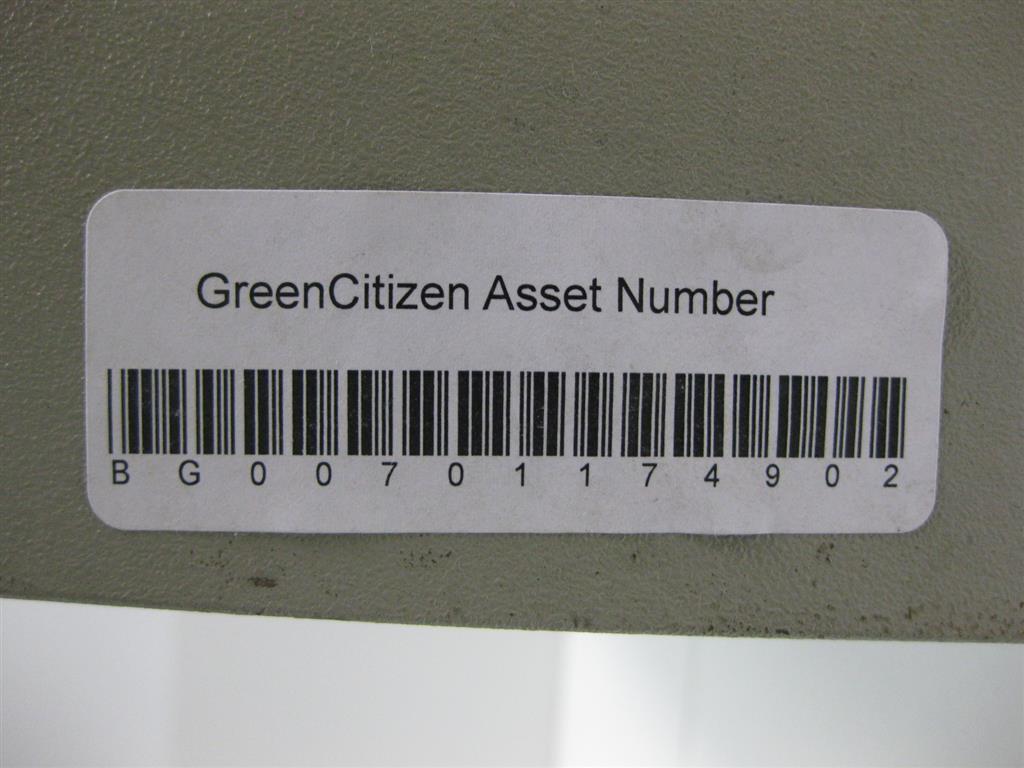 GreenCitizen Asset Number
B G 0 0 7 0 1 1 7 4 9 0 2